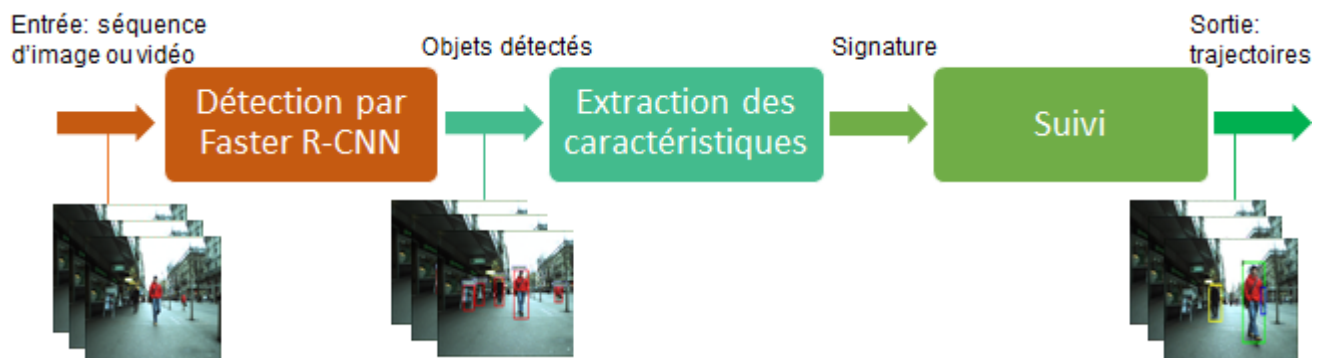 Entrée: séquence
d'image ou vidéo
Détection par
Faster R-CNN
Objets détectés
Extraction des
caractéristiques
Signature
Suivi
Sortie:
trajectoires